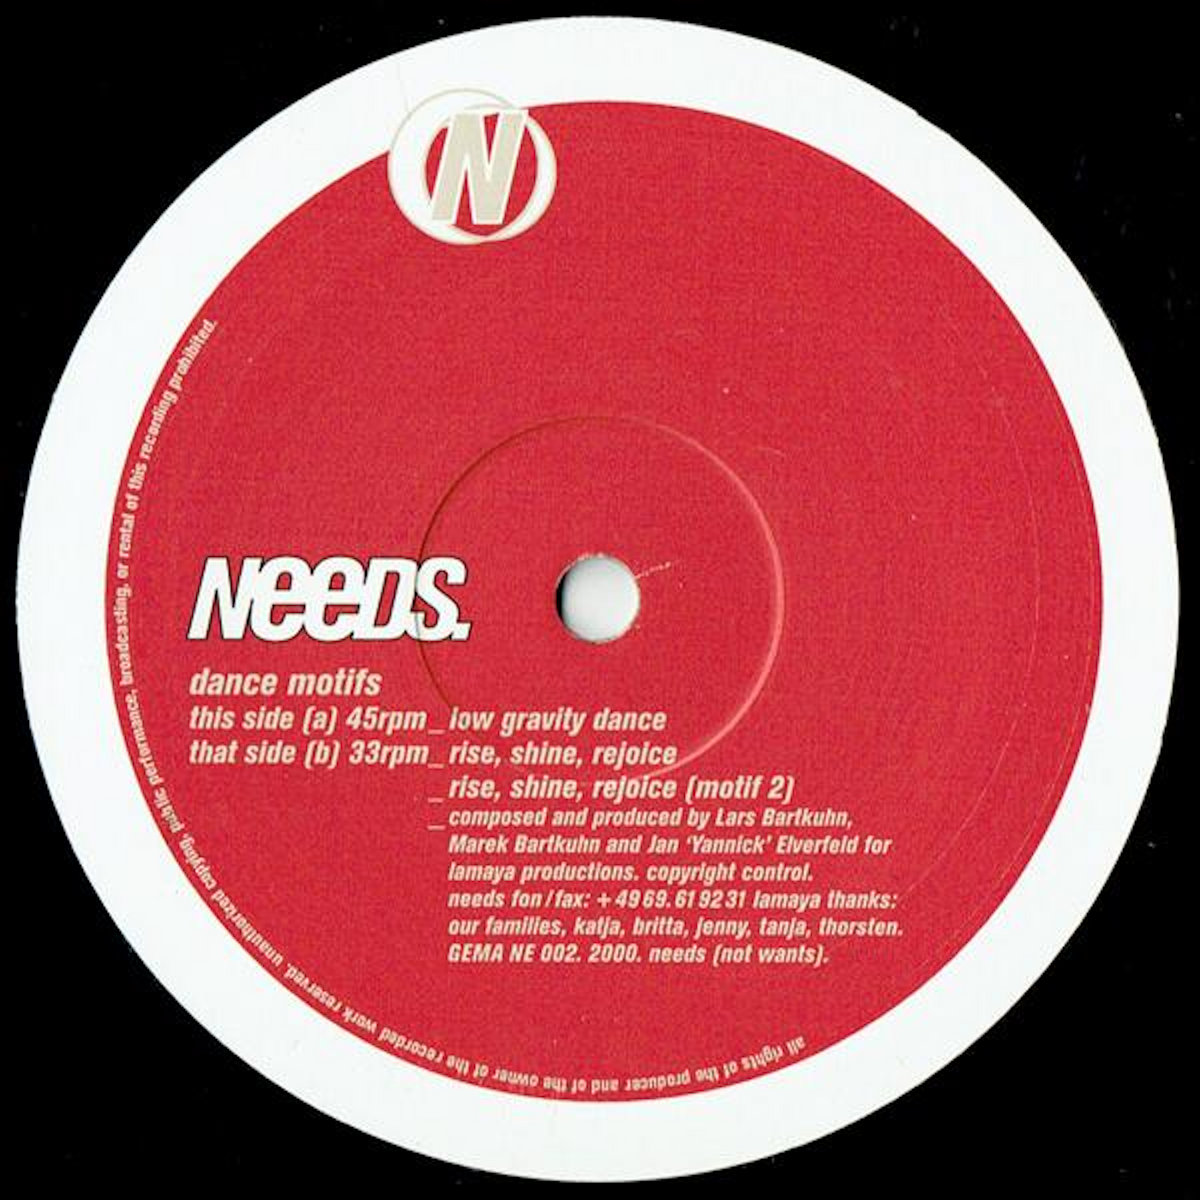 N
NeeDS.
dance motifs
this side (a) 45rpm_ low gravity dance
that side (b) 33rpm_ rise, shine, rejoice
_ rise, shine, rejoice (motif 2)
_ composed and produced by Lars Bartkuhn,
Marek Bartkuhn and Jan 'Yannick' Elverfeld for
lamaya productions. copyright control.
needs fon/fax: +49 69. 61 92 31 lamaya thanks:
our families, katja, britta, jenny, tanja, thorsten.
GEMA NE 002. 2000. needs (not wants).
all rights of the producer and of the owner of the recorded work reserved. unauthorized copying, public performance, broadcasting, or rental of this recording prohibited.